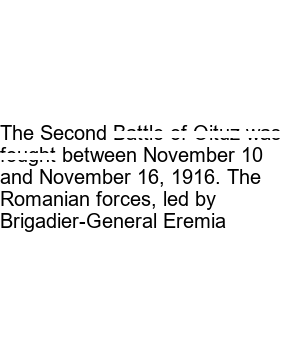 The Second Battle of Oituz was
fought between November 10
and November 16, 1916. The
Romanian forces, led by
Brigadier-General Eremia